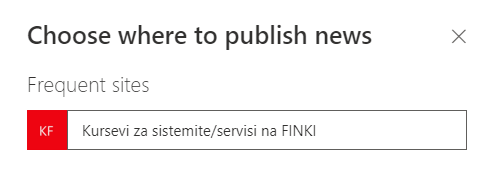 Choose where to publish news
Frequent sites
KF Kursevi za sistemite/servisi na FINKI